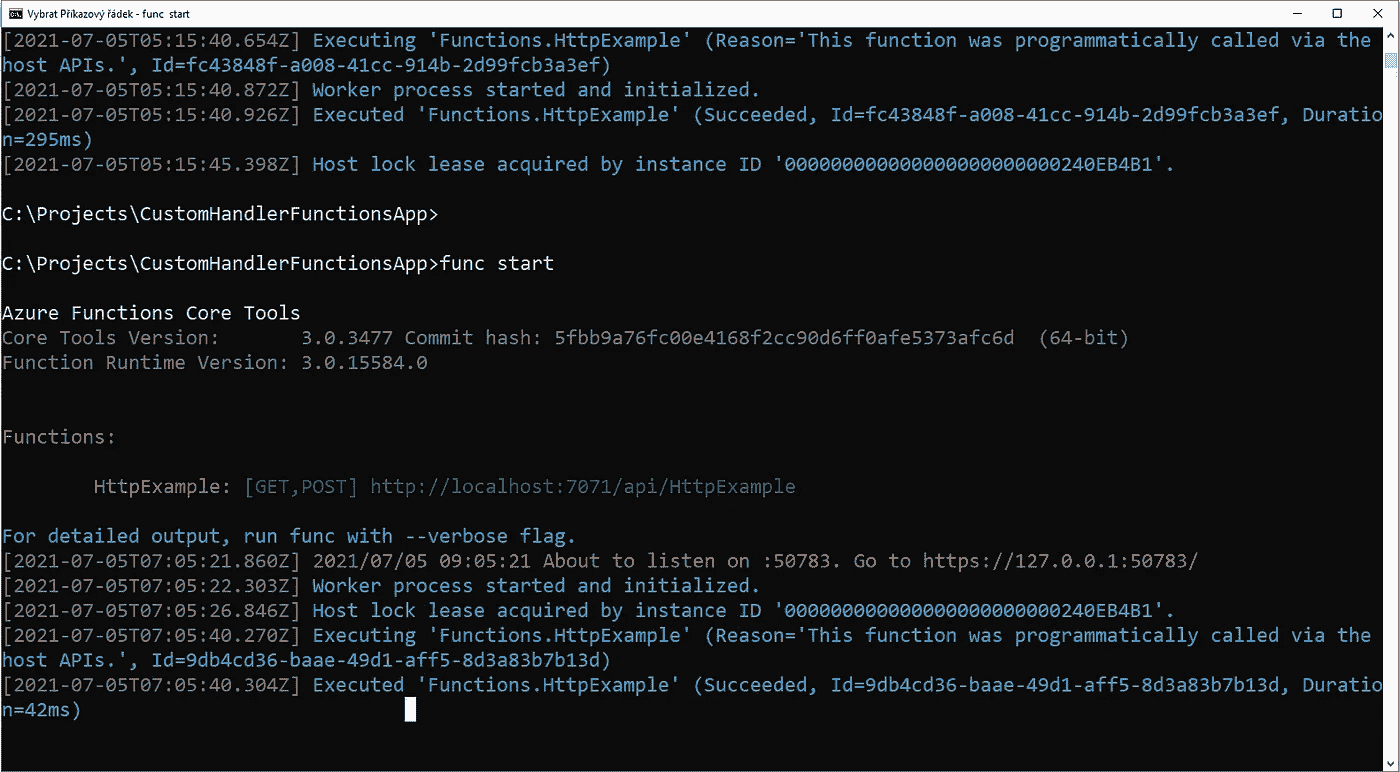 Vybrat Příkazový řádek - func  start
[2021-07-05T05:15:40.654Z] Executing 'Functions.HttpExample' (Reason='This function was programmatically called via the
host APIs.', Id=fc43848f-a008-41cc-914b-2d99fcb3a3ef)
[2021-07-05T05:15:40.872Z] Worker process started and initialized.
[2021-07-05T05:15:40.926Z] Executed 'Functions.HttpExample' (Succeeded, Id=fc43848f-a008-41cc-914b-2d99fcb3a3ef, Duratio
n=295ms)
[2021-07-05T05:15:45.398Z] Host lock lease acquired by instance ID '000000000000000000000000240EB4B1'.
C:\Projects\CustomHandlerFunctionsApp>
C:\Projects\CustomHandlerFunctionsApp>func start
Azure Functions Core Tools
Core Tools Version:       3.0.3477 Commit hash: 5fbb9a76fc00e4168f2cc90d6ff0afe5373afc6d  (64-bit)
Function Runtime Version: 3.0.15584.0
Functions:
HttpExample: [GET,POST] http://localhost:7071/api/HttpExample
For detailed output, run func with --verbose flag.
[2021-07-05T07:05:21.860Z] 2021/07/05 09:05:21 About to listen on :50783. Go to https://127.0.0.1:50783/
[2021-07-05T07:05:22.303Z] Worker process started and initialized.
[2021-07-05T07:05:26.846Z] Host lock lease acquired by instance ID '000000000000000000000000240EB4B1'.
[2021-07-05T07:05:40.270Z] Executing 'Functions.HttpExample' (Reason='This function was programmatically called via the
host APIs.', Id=9db4cd36-baae-49d1-aff5-8d3a83b7b13d)
[2021-07-05T07:05:40.304Z] Executed 'Functions.HttpExample' (Succeeded, Id=9db4cd36-baae-49d1-aff5-8d3a83b7b13d, Duratio
n=42ms)